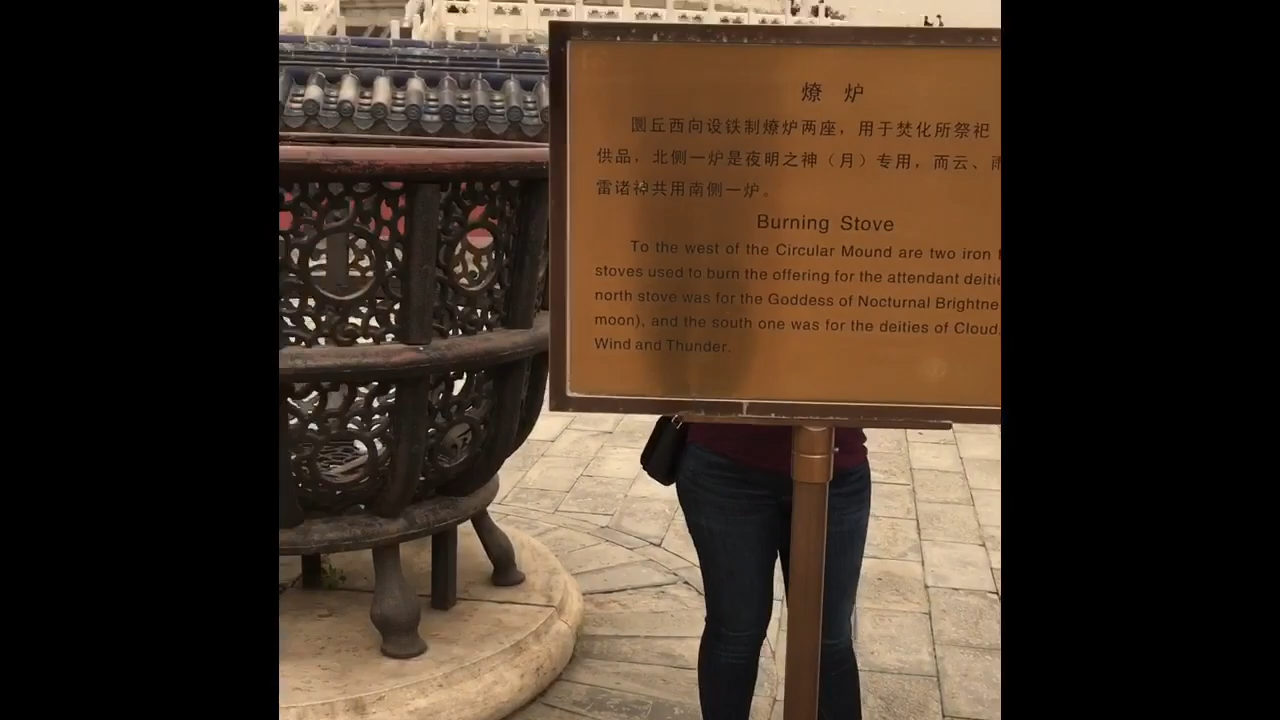 燎 炉
圜丘西向设铁制燎炉两座，用于焚化所祭祀
供品，北侧一炉是夜明之神（月）专用，而云、雨
雷诸神共用南侧一炉。
Burning Stove
To the west of the Circular Mound are two iron
stoves used to burn the offering for the attendant
north stove was for the Goddess of Nocturnal
moon), and the south one was for the deities of Cloud,
Wind and Thunder.